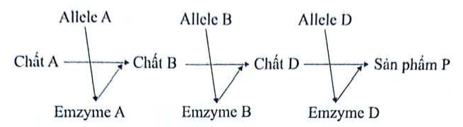 Allele A Allele B Allele D
Chất A Chất B Chất D Sản phẩm P
Emzyme A Emzyme B Emzyme D